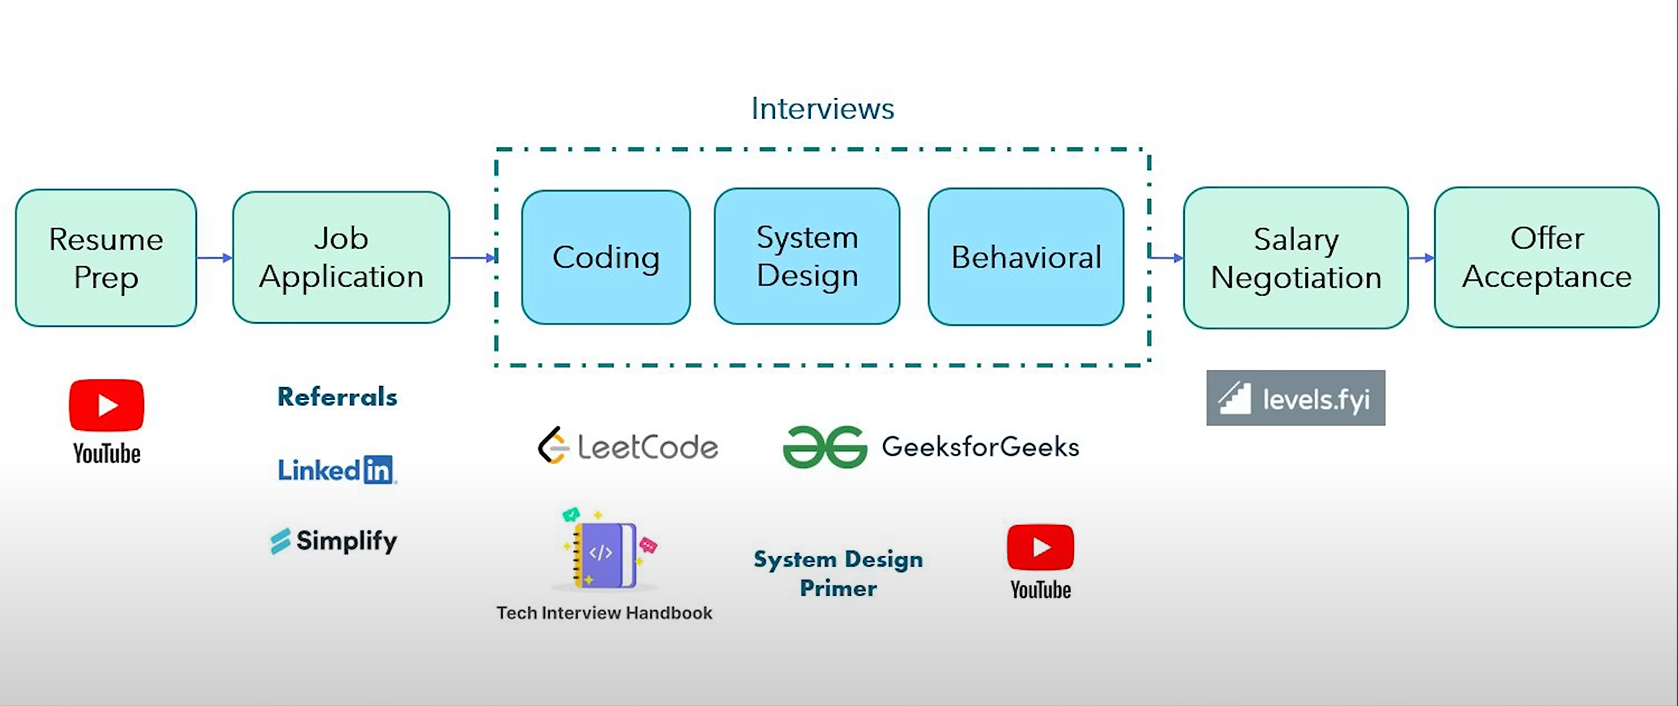 Interviews
Resume
Prep
Job
Application
Coding
System
Design
Behavioral
Salary
Negotiation
Offer
Acceptance
YouTube
Referrals
LinkedIn
Simplify
LeetCode
GeeksforGeeks
</>
Tech Interview Handbook
System Design
Primer
YouTube
levels.fyi